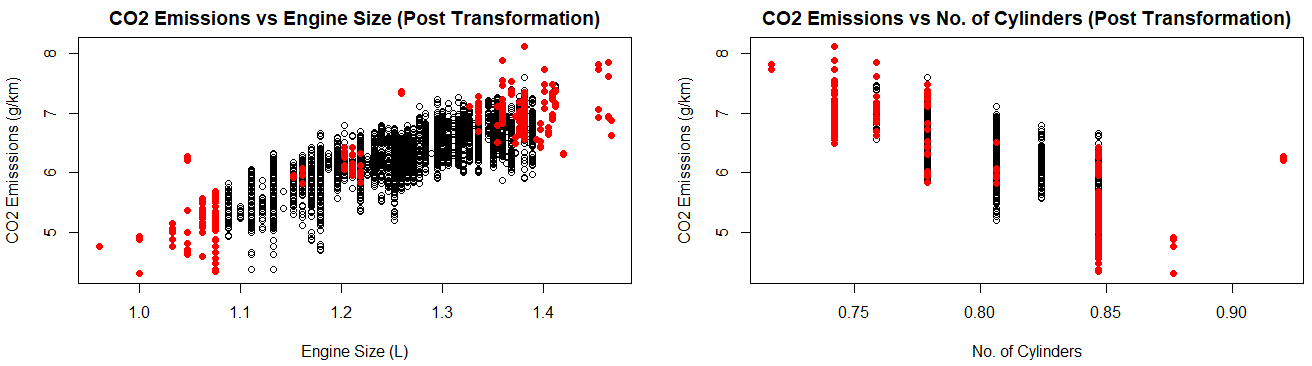 CO2 Emissions vs Engine Size (Post Transformation)
CO2 Emisssions (g/km)
8
7
6
5
1.0 1.1 1.2 1.3 1.4
Engine Size (L)
CO2 Emissions vs No. of Cylinders (Post Transformation)
CO2 Emisssions (g/km)
8
7
6
5
0.75 0.80 0.85 0.90
No. of Cylinders